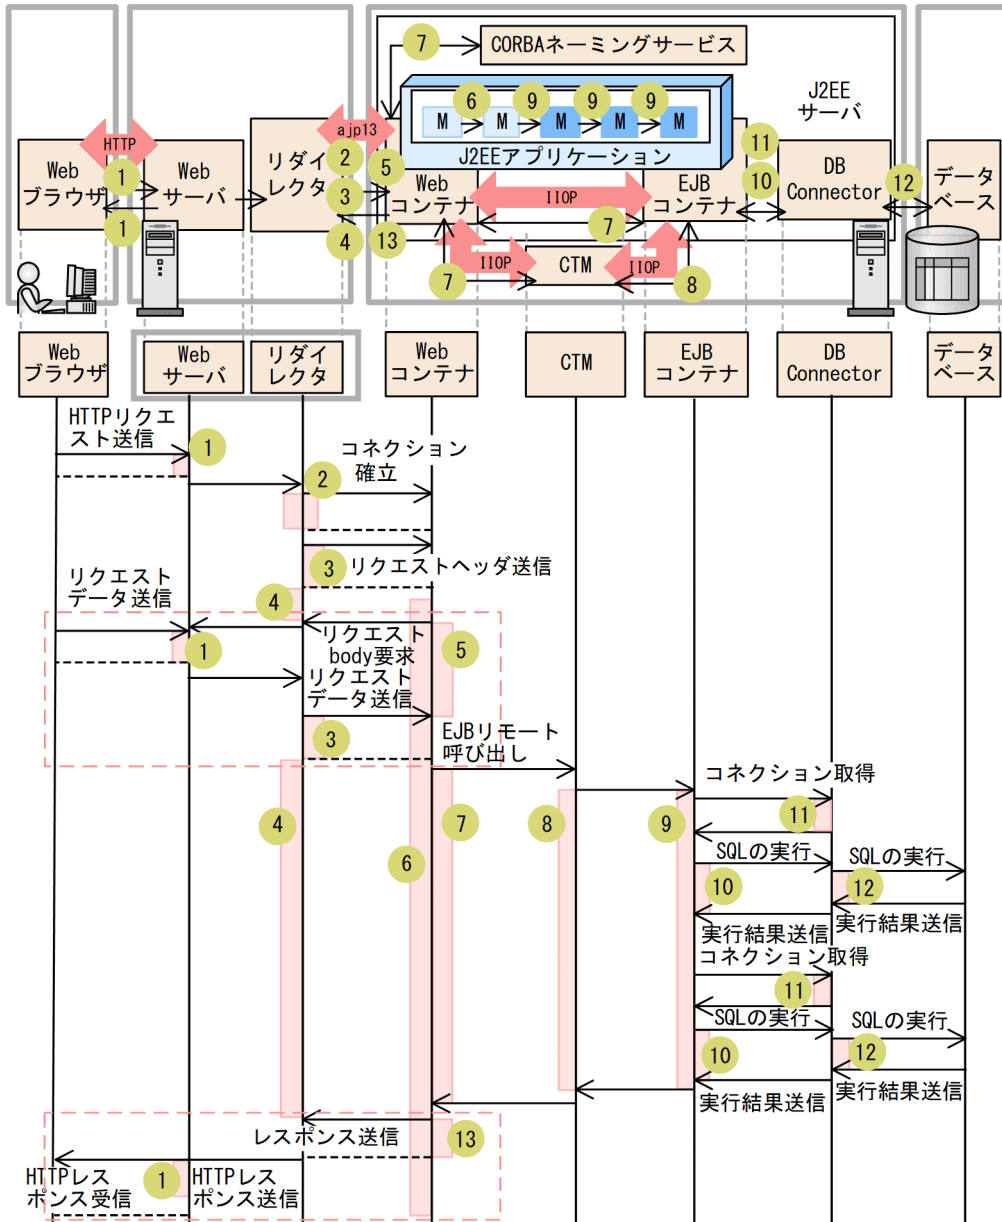 7
CORBAネーミングサービス
6
9
9
9
M
M
M
M
M
J2EE
サーバ
J2EEアプリケーション
HTTP
ajp13
Web
ブラウザ
1
1
Web
サーバ
リダイ
レクタ
2
3
4
5
13
Web
コンテナ
IIOP
7
EJB
コンテナ
11
10
DB
Connector
12
データ
ベース
IIOP
7
CTM
IIOP
8
Web
ブラウザ
Web
サーバ
リダイ
レクタ
Web
コンテナ
CTM
EJB
コンテナ
DB
Connector
データ
ベース
HTTPリクエ
スト送信
1
コネクション
確立
2
3
リクエストヘッダ送信
リクエスト
データ送信
4
1
リクエスト
body要求
5
リクエスト
データ送信
3
EJBリモート
呼び出し
コネクション取得
4
6
7
8
9
11
SQLの実行
SQLの実行
10
12
実行結果送信
実行結果送信
コネクション取得
11
SQLの実行
SQLの実行
10
12
実行結果送信
実行結果送信
レスポンス送信
13
HTTPレス
ポンス受信
1
HTTPレス
ポンス送信